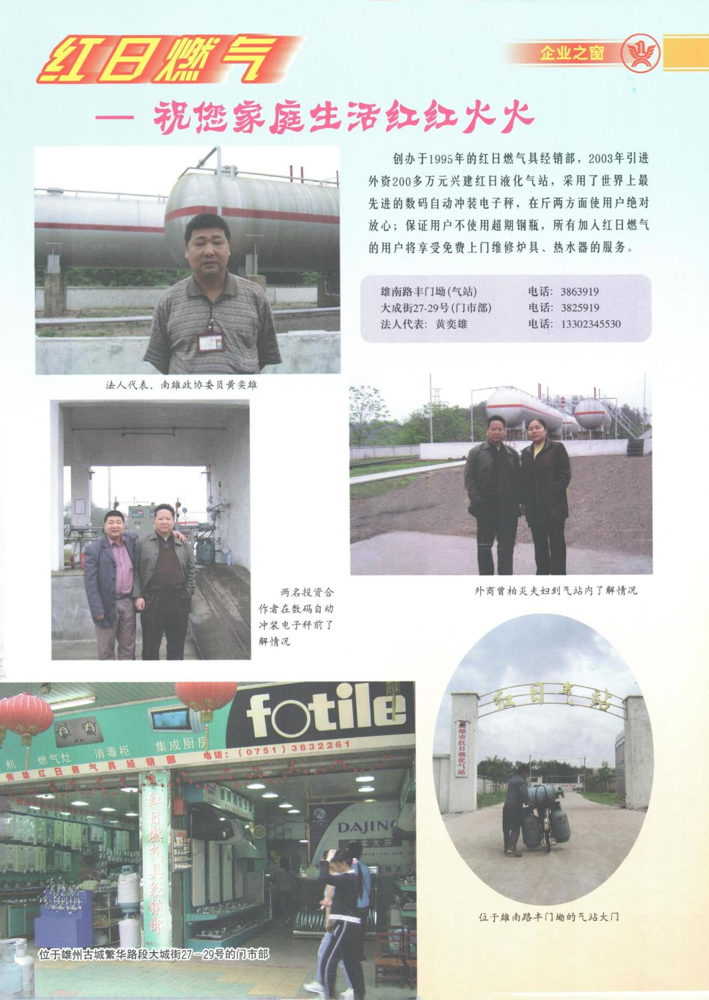 红日燃气
企业之窗
— 祝您家庭生活红红火火
创办于1995年的红日燃气具经销部，2003年引进
外资200多万元兴建红日液化气站，采用了世界上最
先进的数码自动冲装电子秤，在斤两方面使用户绝对
放心；保证用户不使用超期钢瓶，所有加入红日燃气
的用户将享受免费上门维修炉具、热水器的服务。
雄南路丰门坳(气站) 电话：3863919
大成街27-29号(门市部) 电话：3825919
法人代表：黄奕雄 电话：13302345530
法人代表、南雄政协委员黄奕雄
外商曾柏炎夫妇到气站内了解情况
两名投资合
作者在数码自动
冲装电子秤前了
解情况
fotile
机 燃气灶 消毒柜 集成厨房
南雄红日燃气具经销部 电话：(0751)3832261
红日燃气具经销部
DAJING
日本大井
位于雄州古城繁华路段大城街27－29号的门市部
红日气站
南雄市红日液化气站
位于雄南路丰门坳的气站大门